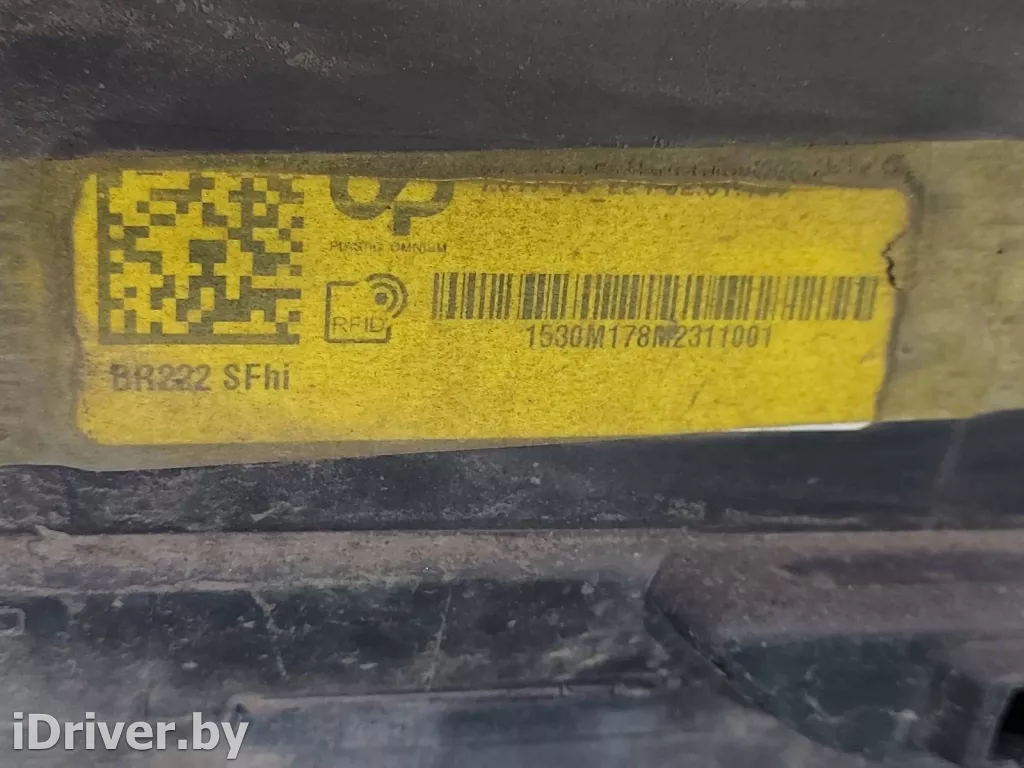 PLASTIC OMNIUM
RFID
1530M178M2311001
BR222 SFhi
iDriver.by